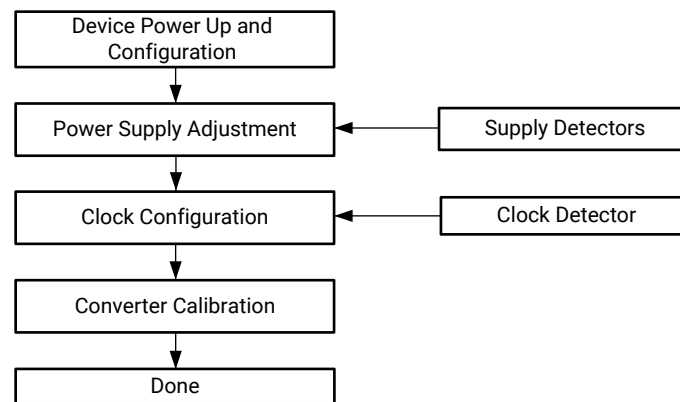 Device Power Up and
Configuration
Power Supply Adjustment
Supply Detectors
Clock Configuration
Clock Detector
Converter Calibration
Done